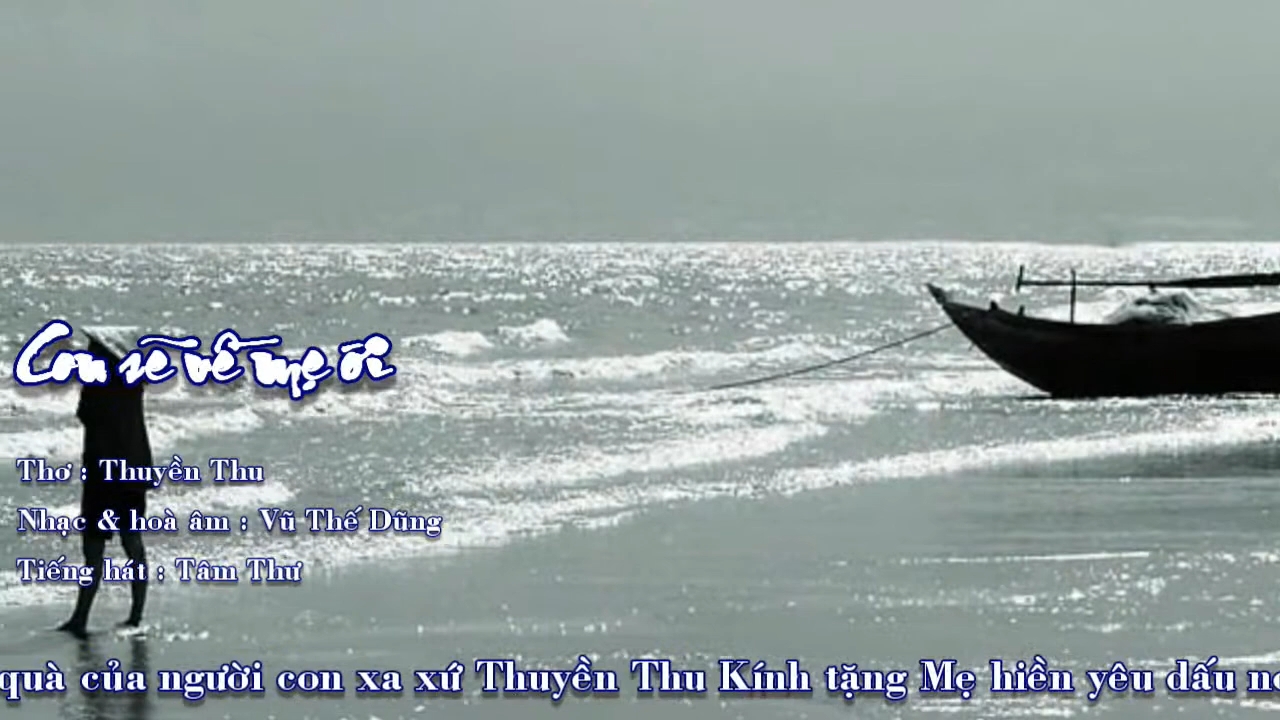 Con sẽ về mẹ ơi
Thơ : Thuyền Thu
Nhạc & hoà âm : Vũ Thế Dũng
Tiếng hát : Tâm Thư
quà của người con xa xứ Thuyền Thu Kính tặng Mẹ hiền yêu dấu